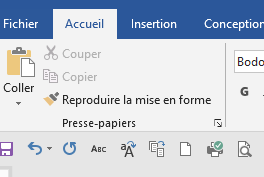 Fichier Accueil Insertion Conception
Couper
Copier
Coller
Reproduire la mise en forme
Presse-papiers
Bodo
G
ABC